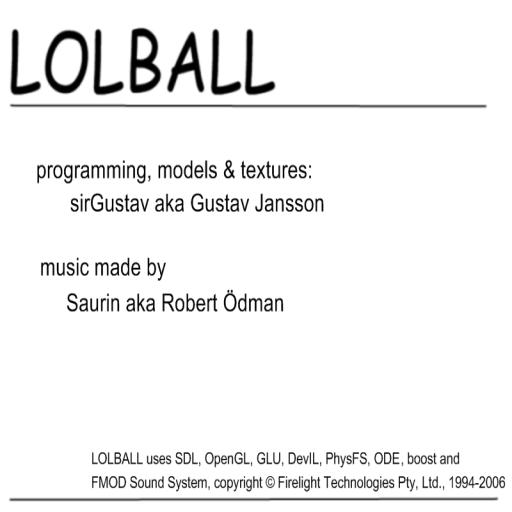 LOLBALL
programming, models & textures:
sirGustav aka Gustav Jansson
music made by
Saurin aka Robert Ödman
LOLBALL uses SDL, OpenGL, GLU, DevIL, PhysFS, ODE, boost and
FMOD Sound System, copyright © Firelight Technologies Pty, Ltd., 1994-2006